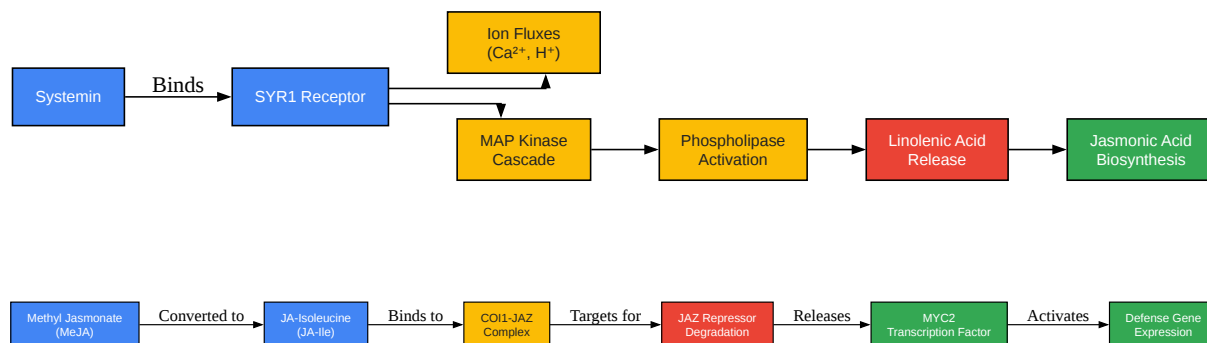 Ion Fluxes
(Ca²⁺, H⁺)
Systemin
Binds
SYR1 Receptor
MAP Kinase
Cascade
Phospholipase
Activation
Linolenic Acid
Release
Jasmonic Acid
Biosynthesis
Methyl Jasmonate
(MeJA)
Converted to
JA-Isoleucine
(JA-Ile)
Binds to
COI1-JAZ
Complex
Targets for
JAZ Repressor
Degradation
Releases
MYC2
Transcription Factor
Activates
Defense Gene
Expression